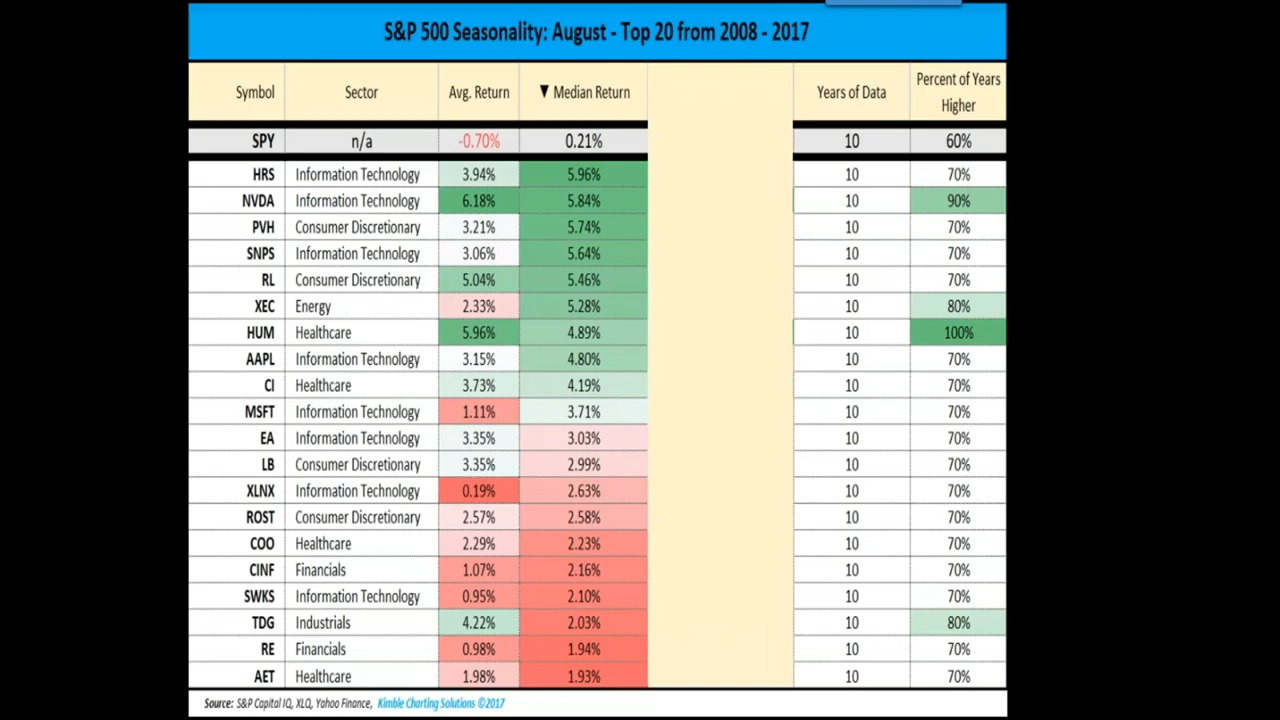 S&P 500 Seasonality: August - Top 20 from 2008 - 2017
Symbol Sector Avg. Return ▼ Median Return Years of Data Percent of Years Higher
SPY n/a -0.70% 0.21% 10 60%
HRS Information Technology 3.94% 5.96% 10 70%
NVDA Information Technology 6.18% 5.84% 10 90%
PVH Consumer Discretionary 3.21% 5.74% 10 70%
SNPS Information Technology 3.06% 5.64% 10 70%
RL Consumer Discretionary 5.04% 5.46% 10 70%
XEC Energy 2.33% 5.28% 10 80%
HUM Healthcare 5.96% 4.89% 10 100%
AAPL Information Technology 3.15% 4.80% 10 70%
CI Healthcare 3.73% 4.19% 10 70%
MSFT Information Technology 1.11% 3.71% 10 70%
EA Information Technology 3.35% 3.03% 10 70%
LB Consumer Discretionary 3.35% 2.99% 10 70%
XLNX Information Technology 0.19% 2.63% 10 70%
ROST Consumer Discretionary 2.57% 2.58% 10 70%
COO Healthcare 2.29% 2.23% 10 70%
CINF Financials 1.07% 2.16% 10 70%
SWKS Information Technology 0.95% 2.10% 10 70%
TDG Industrials 4.22% 2.03% 10 80%
RE Financials 0.98% 1.94% 10 70%
AET Healthcare 1.98% 1.93% 10 70%
Source: S&P Capital IQ, XLQ, Yahoo Finance, Kimble Charting Solutions ©2017